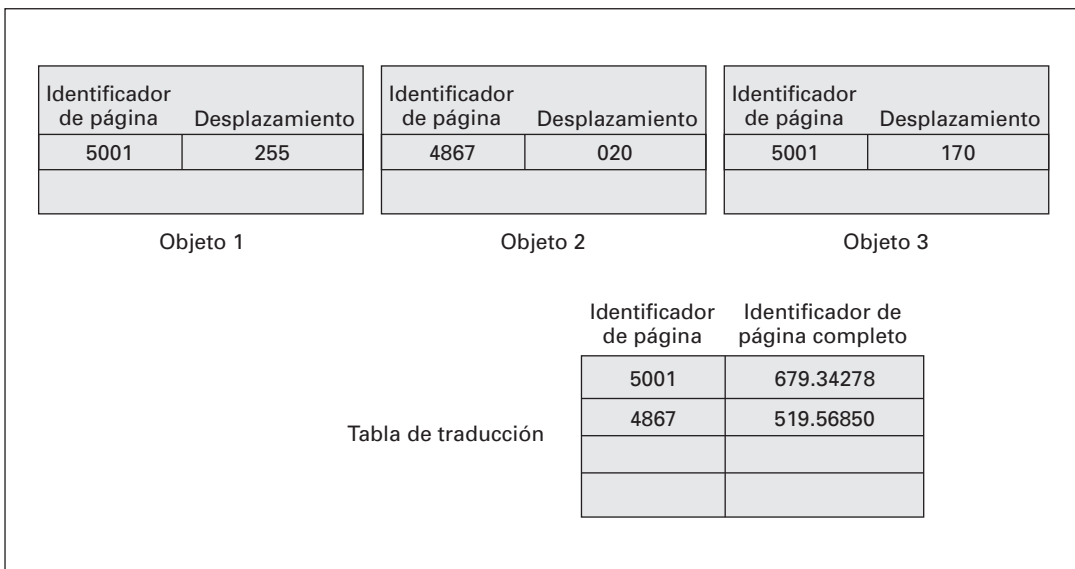 Identificador
de página Desplazamiento
5001 255
Objeto 1
Identificador
de página Desplazamiento
4867 020
Objeto 2
Identificador
de página Desplazamiento
5001 170
Objeto 3
Tabla de traducción
Identificador Identificador de
de página página completo
5001 679.34278
4867 519.56850